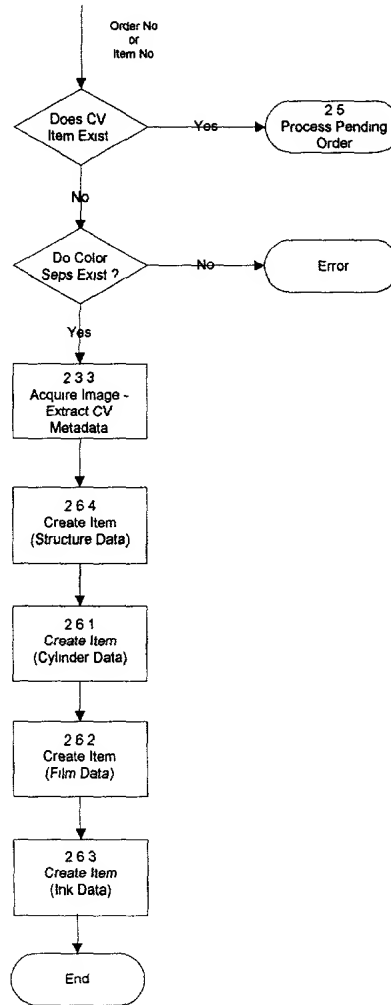 Order No
or
Item No
Does CV
Item Exist
Yes
2 5
Process Pending
Order
No
Do Color
Seps Exist ?
No
Error
Yes
2 3 3
Acquire Image -
Extract CV
Metadata
2 6 4
Create Item
(Structure Data)
2 6 1
Create Item
(Cylinder Data)
2 6 2
Create Item
(Film Data)
2 6 3
Create Item
(Ink Data)
End